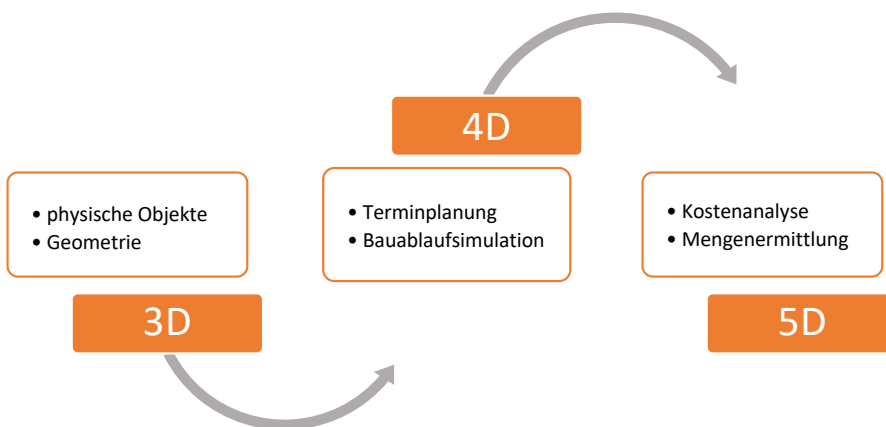 • physische Objekte
• Geometrie
3D
4D
• Terminplanung
• Bauablaufsimulation
• Kostenanalyse
• Mengenermittlung
5D